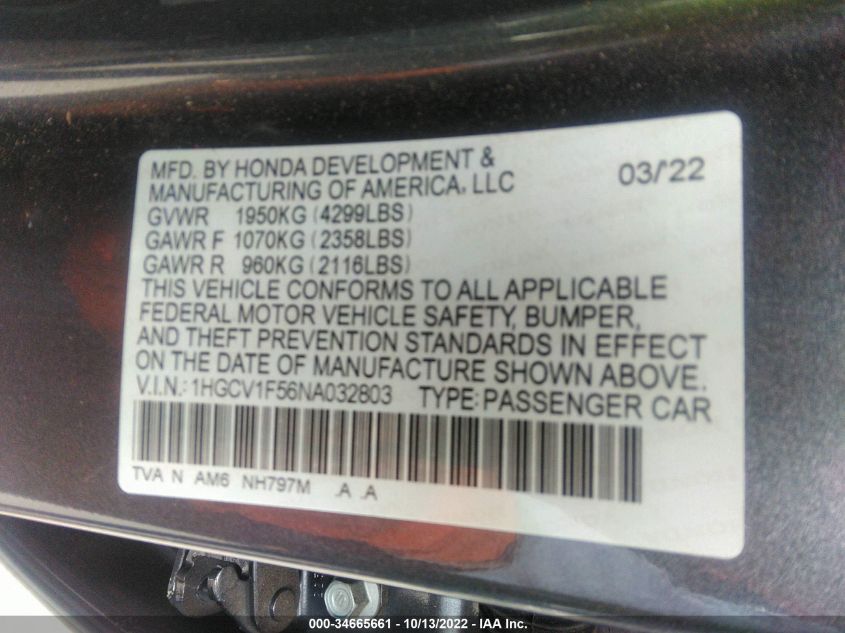 MFD. BY HONDA DEVELOPMENT &
MANUFACTURING OF AMERICA, LLC
03/'22
GVWR 1950KG (4299LBS)
GAWR F 1070KG (2358LBS)
GAWR R 960KG (2116LBS)
THIS VEHICLE CONFORMS TO ALL APPLICABLE
FEDERAL MOTOR VEHICLE SAFETY, BUMPER,
AND THEFT PREVENTION STANDARDS IN EFFECT
ON THE DATE OF MANUFACTURE SHOWN ABOVE.
V.I.N.: 1HGCV1F56NA032803 TYPE: PASSENGER CAR
TVA N AM6 NH797M .A .A
000-34665661 - 10/13/2022 - IAA Inc.